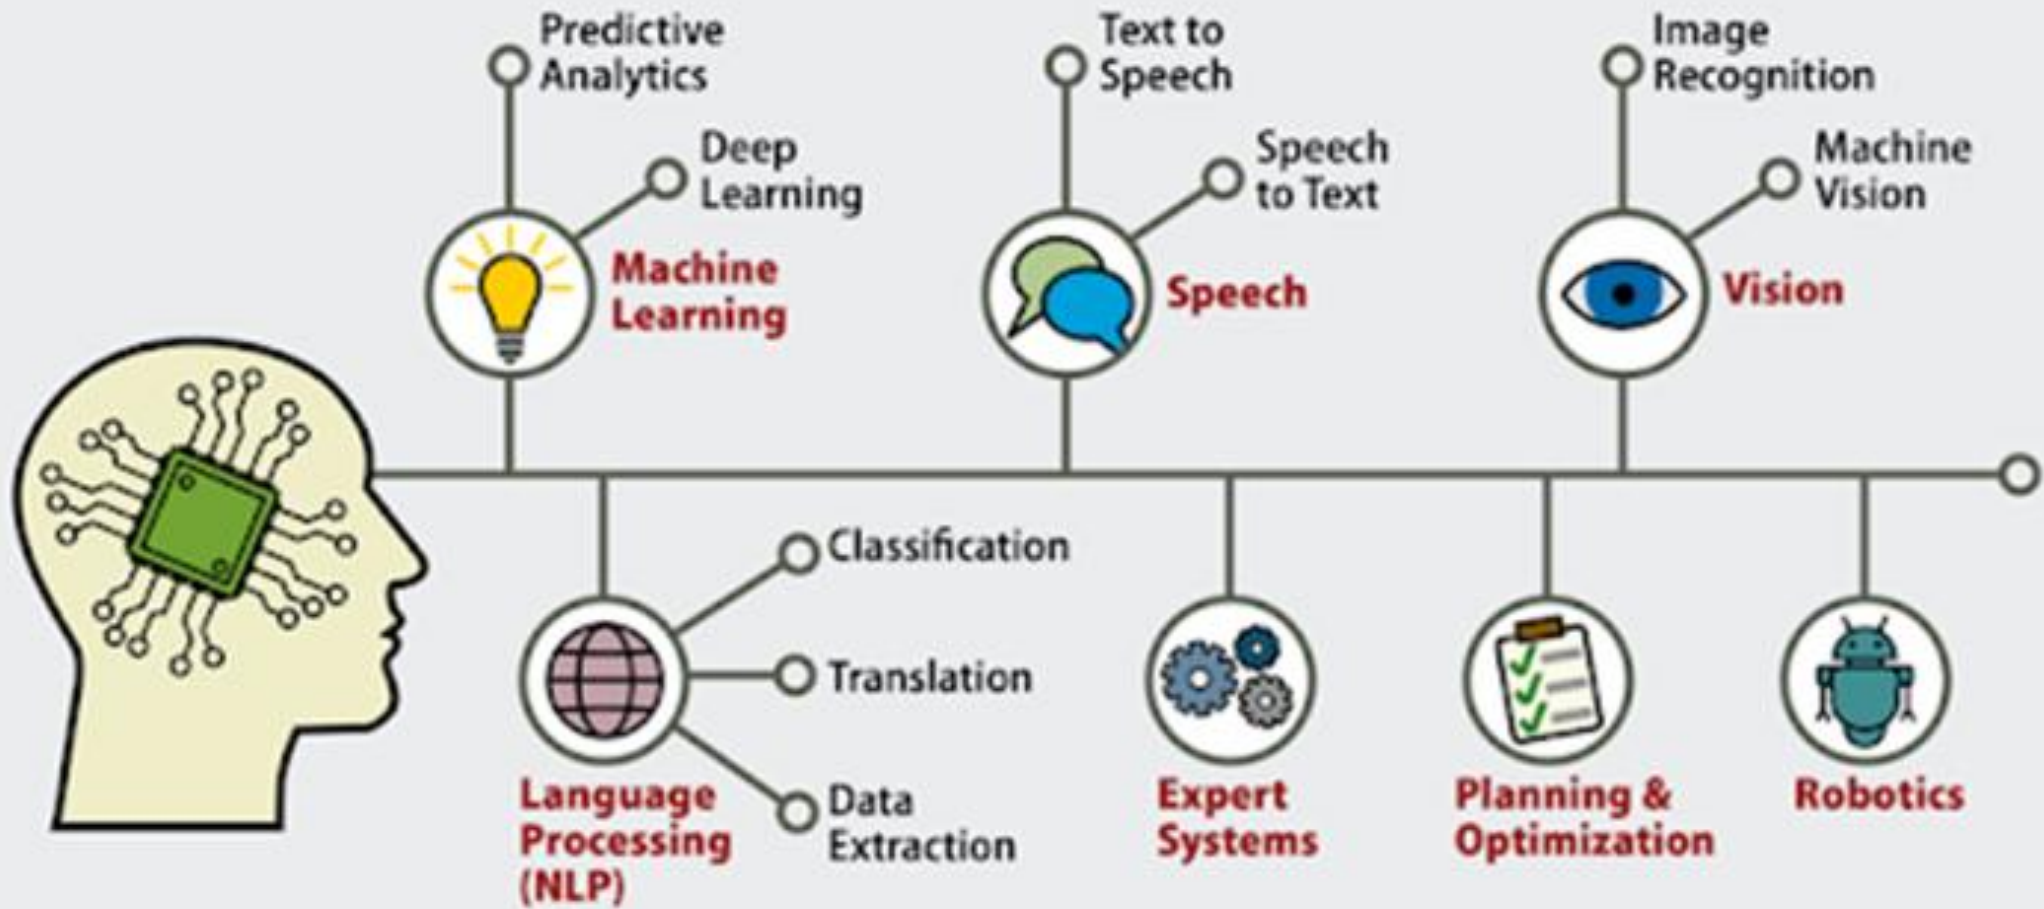 Predictive
Analytics
Deep
Learning
Machine
Learning
Text to
Speech
Speech
to Text
Speech
Image
Recognition
Machine
Vision
Vision
Classification
Translation
Data
Extraction
Language
Processing
(NLP)
Expert
Systems
Planning &
Optimization
Robotics